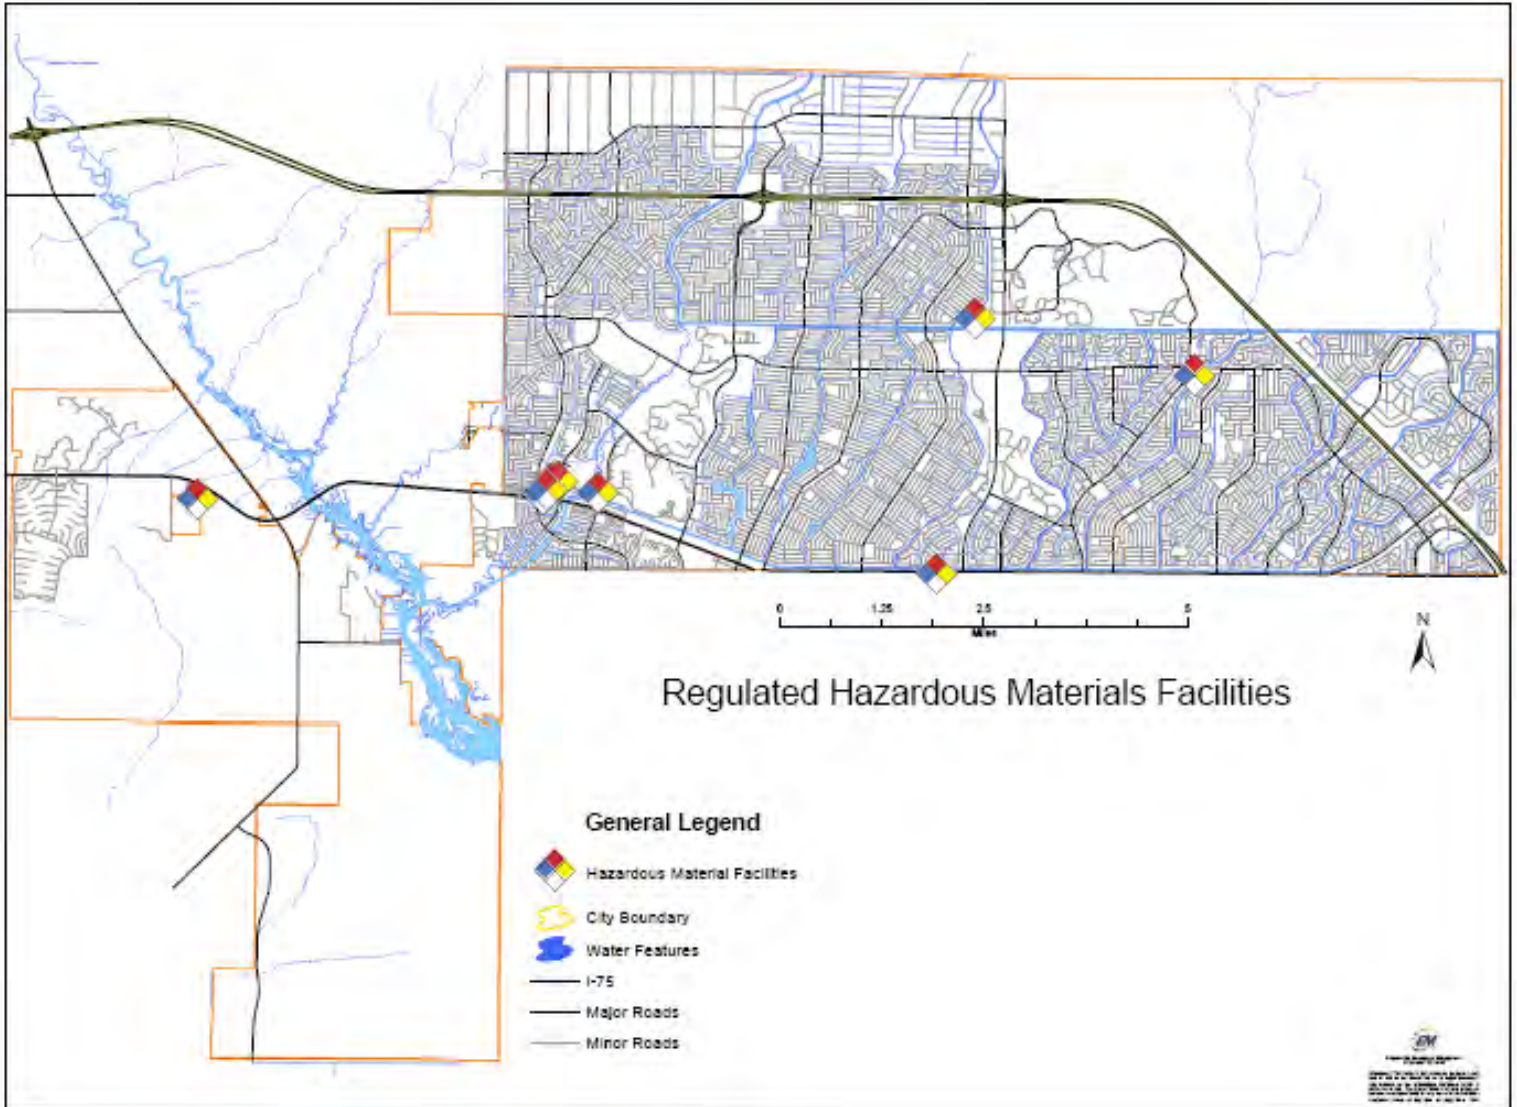 0 1.25 2.5 5
Miles
N
Regulated Hazardous Materials Facilities
General Legend
Hazardous Material Facilities
City Boundary
Water Features
I-75
Major Roads
Minor Roads
EM